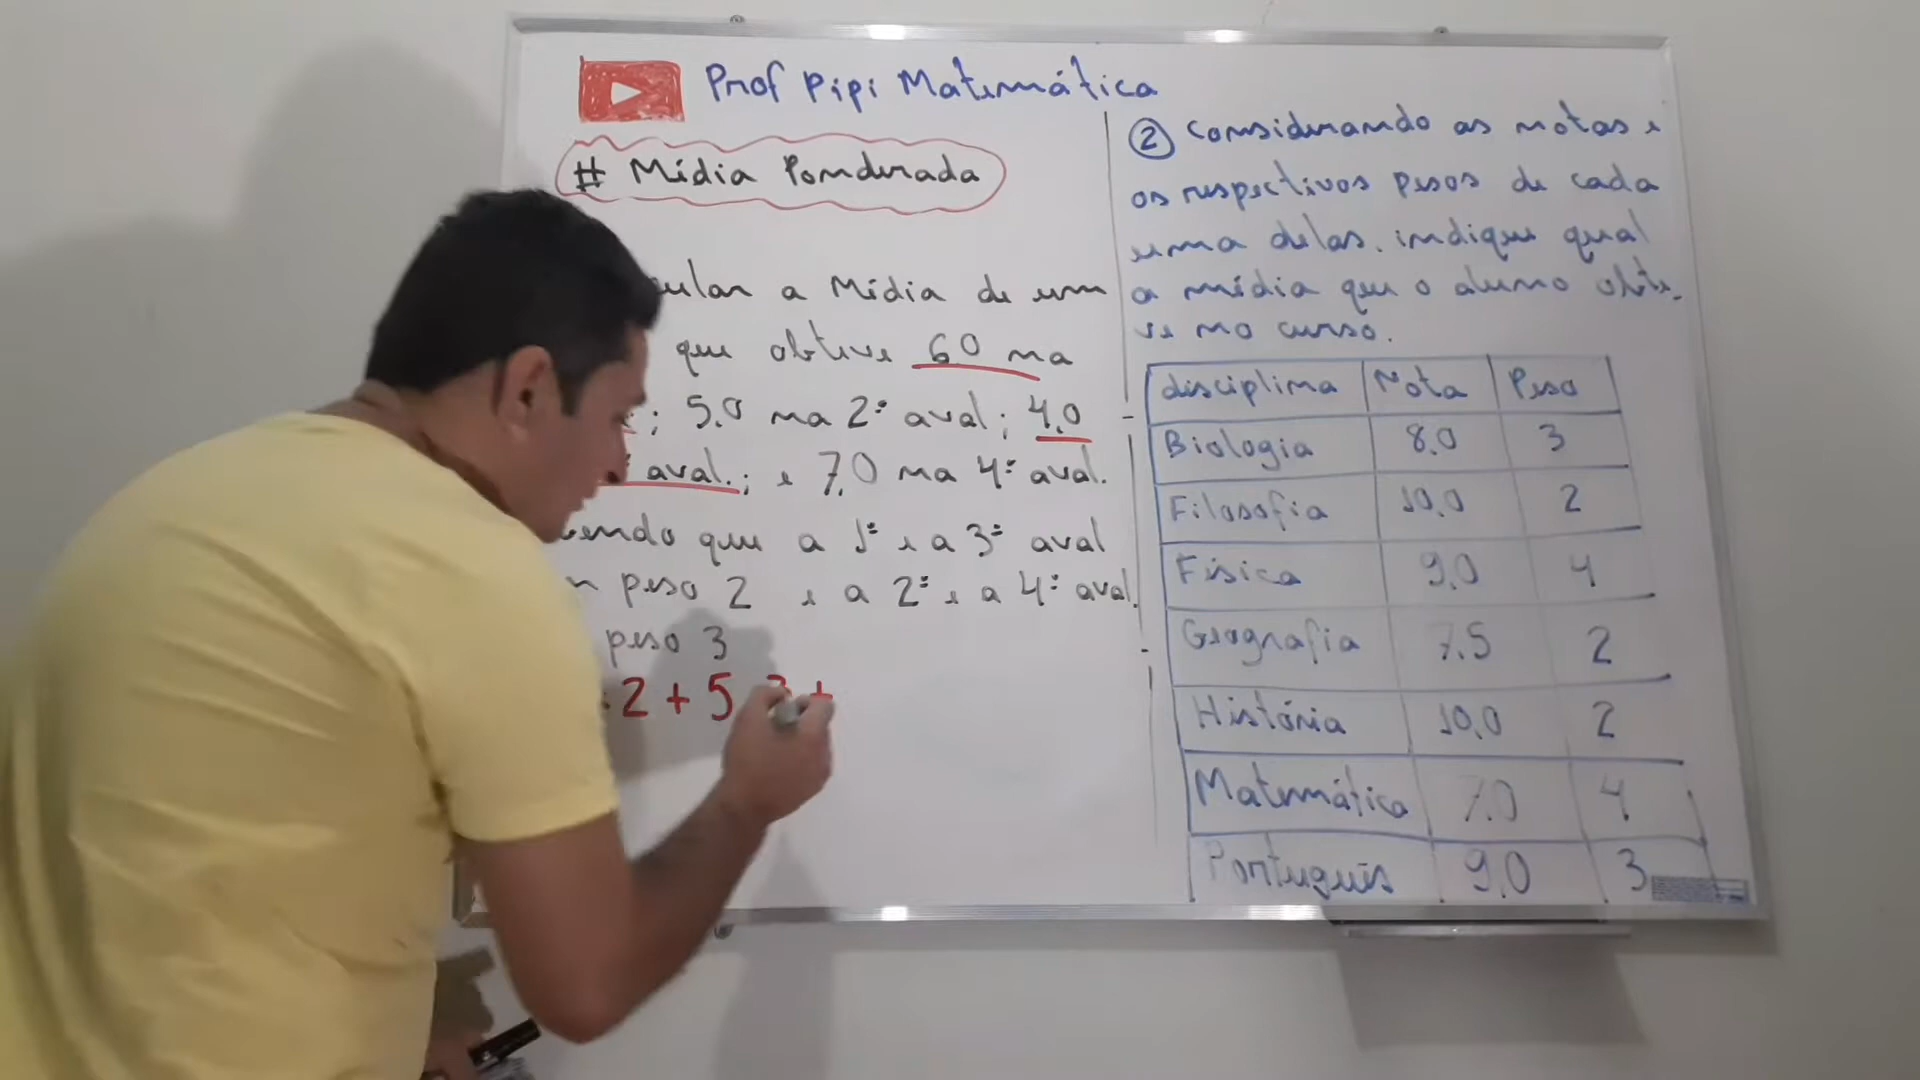 Prof Pipi Matemática
# Média Ponderada
a Média de um
que obteve 6,0 na
; 5,0 na 2ª aval; 4,0
aval.; e 7,0 na 4ª aval.
que a 1ª e a 3ª aval
peso 2 e a 2ª e a 4ª aval.
peso 3
2 + 5 +
② Considerando as notas e
os respectivos pesos de cada
uma delas. indique qual
a média que o aluno obte-
ve no curso.
disciplina Nota Peso
Biologia 8,0 3
Filosofia 10,0 2
Física 9,0 4
Geografia 7,5 2
História 10,0 2
Matemática 7,0 4
Português 9,0 3